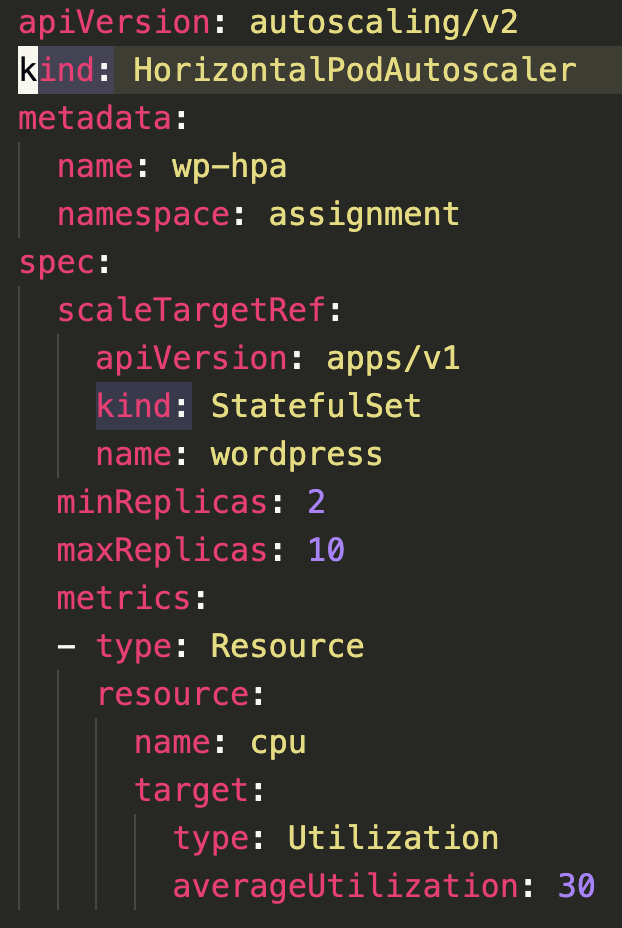 apiVersion: autoscaling/v2
kind: HorizontalPodAutoscaler
metadata:
  name: wp-hpa
  namespace: assignment
spec:
  scaleTargetRef:
    apiVersion: apps/v1
    kind: StatefulSet
    name: wordpress
  minReplicas: 2
  maxReplicas: 10
  metrics:
  - type: Resource
    resource:
      name: cpu
      target:
        type: Utilization
        averageUtilization: 30